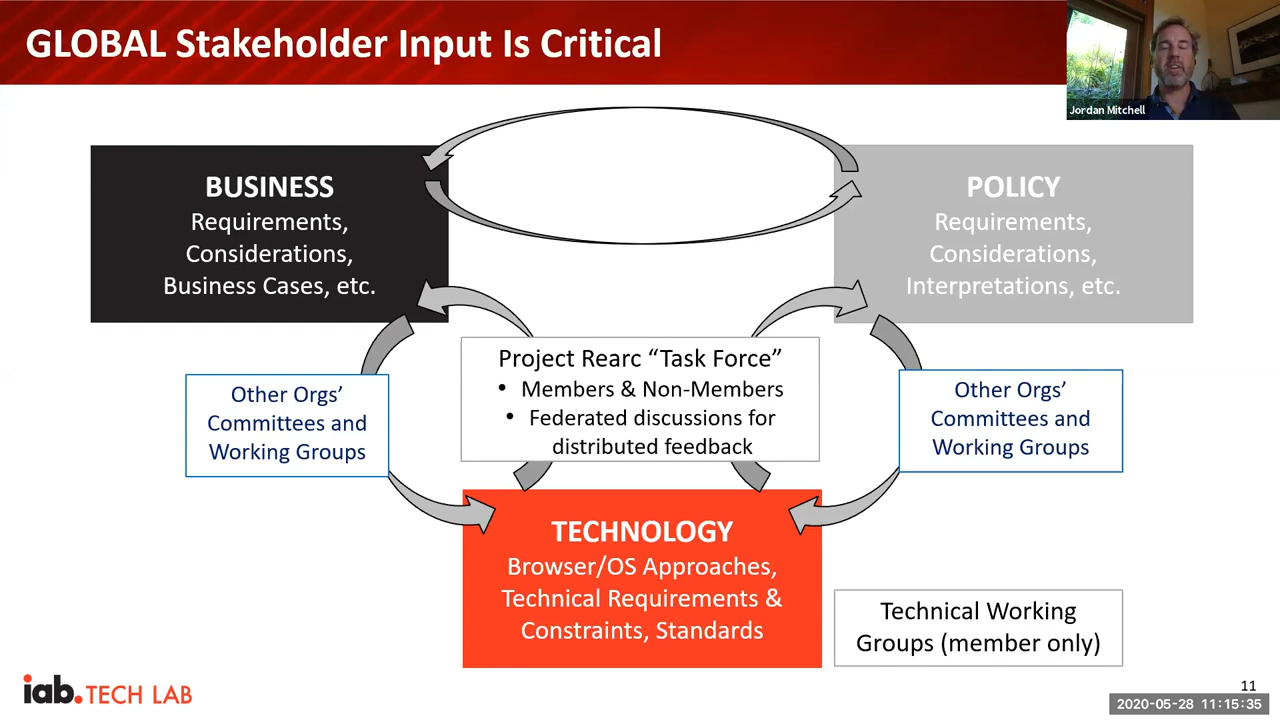 GLOBAL Stakeholder Input Is Critical
Jordan Mitchell
BUSINESS
Requirements,
Considerations,
Business Cases, etc.
POLICY
Requirements,
Considerations,
Interpretations, etc.
Project Rearc “Task Force”
• Members & Non-Members
• Federated discussions for
distributed feedback
Other Orgs’
Committees and
Working Groups
Other Orgs’
Committees and
Working Groups
TECHNOLOGY
Browser/OS Approaches,
Technical Requirements &
Constraints, Standards
Technical Working
Groups (member only)
iab.TECH LAB
11
2020-05-28 11:15:35